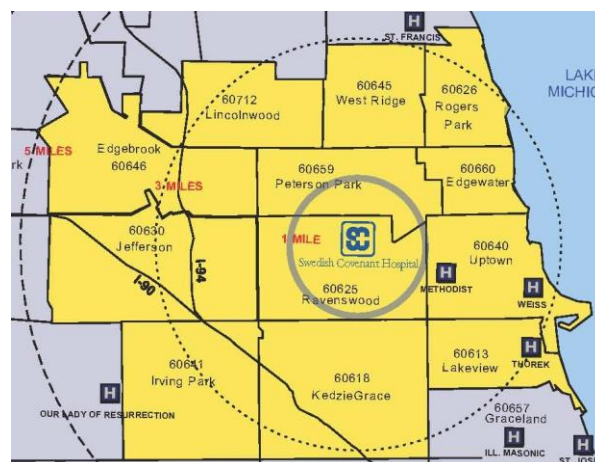 H
ST. FRANCIS
LAKE
MICHIG
60645
West Ridge
60626
Rogers
Park
60712
Lincolnwood
5 MILES
rk
Edgebrook
60646
3 MILES
60659
Peterson Park
60660
Edgewater
60630
Jefferson
I-94
I-90
1 MILE
SC
Swedish Covenant Hospital
60625
Ravenswood
60640
Uptown
H
METHODIST
H
WEISS
60641
Irving Park
60618
KedzieGrace
60613
Lakeview
H
THOREK
H
OUR LADY OF RESURRECTION
60657
Graceland
H
ILL. MASONIC
H
ST. JOS